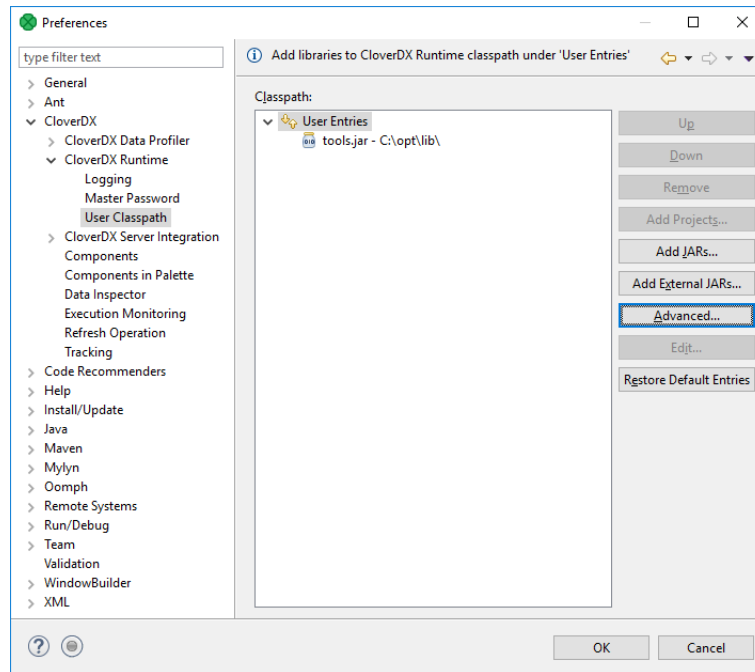 Preferences
type filter text
General
Ant
CloverDX
CloverDX Data Profiler
CloverDX Runtime
Logging
Master Password
User Classpath
CloverDX Server Integration
Components
Components in Palette
Data Inspector
Execution Monitoring
Refresh Operation
Tracking
Code Recommenders
Help
Install/Update
Java
Maven
Mylyn
Oomph
Remote Systems
Run/Debug
Team
Validation
WindowBuilder
XML
Add libraries to CloverDX Runtime classpath under 'User Entries'
Classpath:
User Entries
010 tools.jar - C:\opt\lib\
Up
Down
Remove
Add Projects...
Add JARs...
Add External JARs...
Advanced...
Edit...
Restore Default Entries
?
OK
Cancel